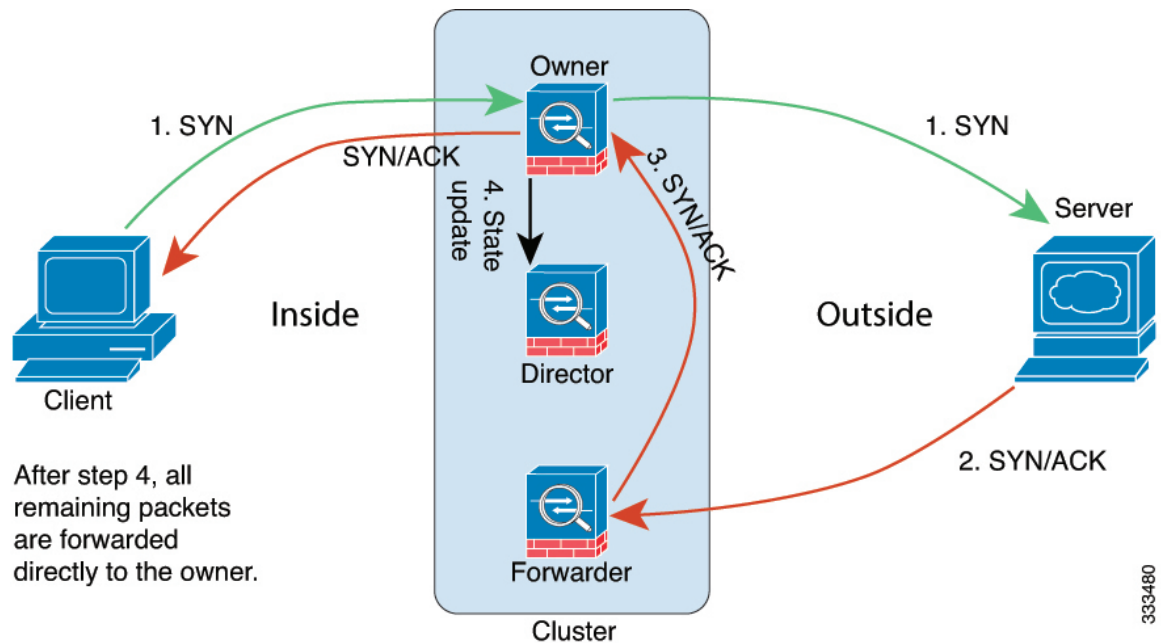 Owner
1. SYN
1. SYN
SYN/ACK
3. SYN/ACK
4. State
update
Server
Inside
Outside
Director
Client
2. SYN/ACK
After step 4, all
remaining packets
are forwarded
directly to the owner.
Forwarder
Cluster
333480